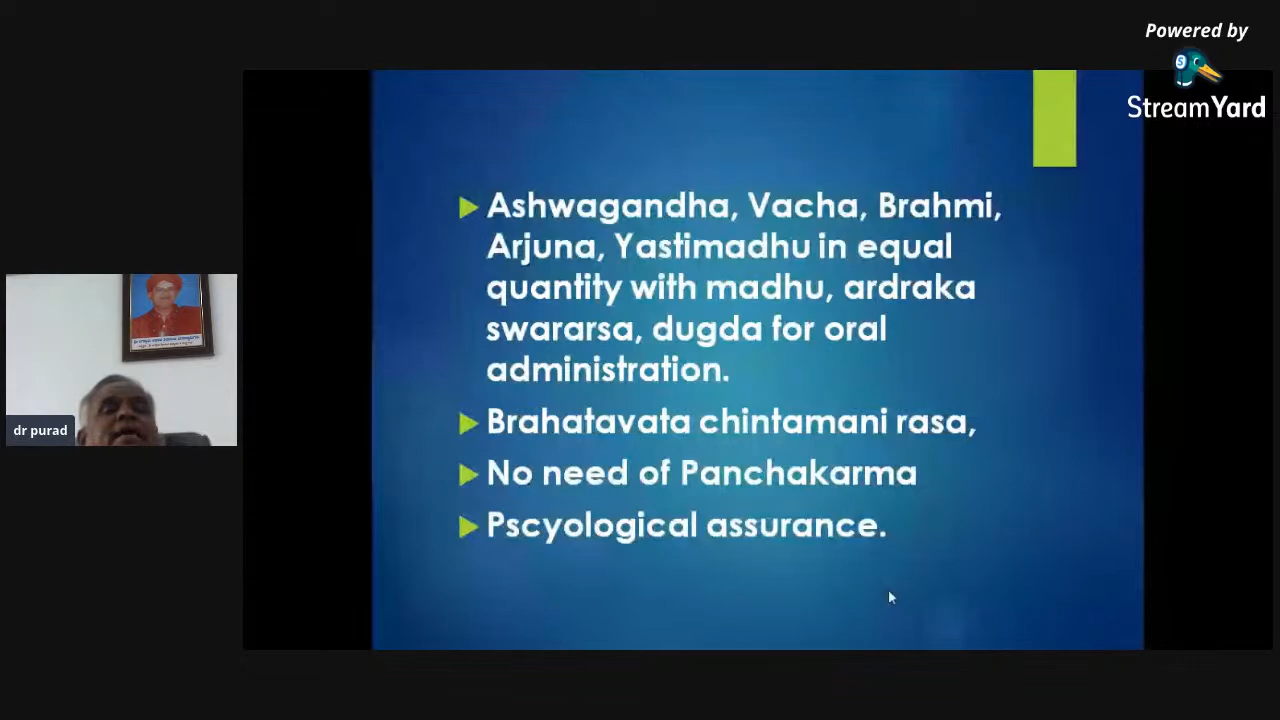 Powered by
StreamYard
Ashwagandha, Vacha, Brahmi,
Arjuna, Yastimadhu in equal
quantity with madhu, ardraka
swararsa, dugda for oral
administration.
Brahatavata chintamani rasa,
No need of Panchakarma
Pscyological assurance.
dr purad